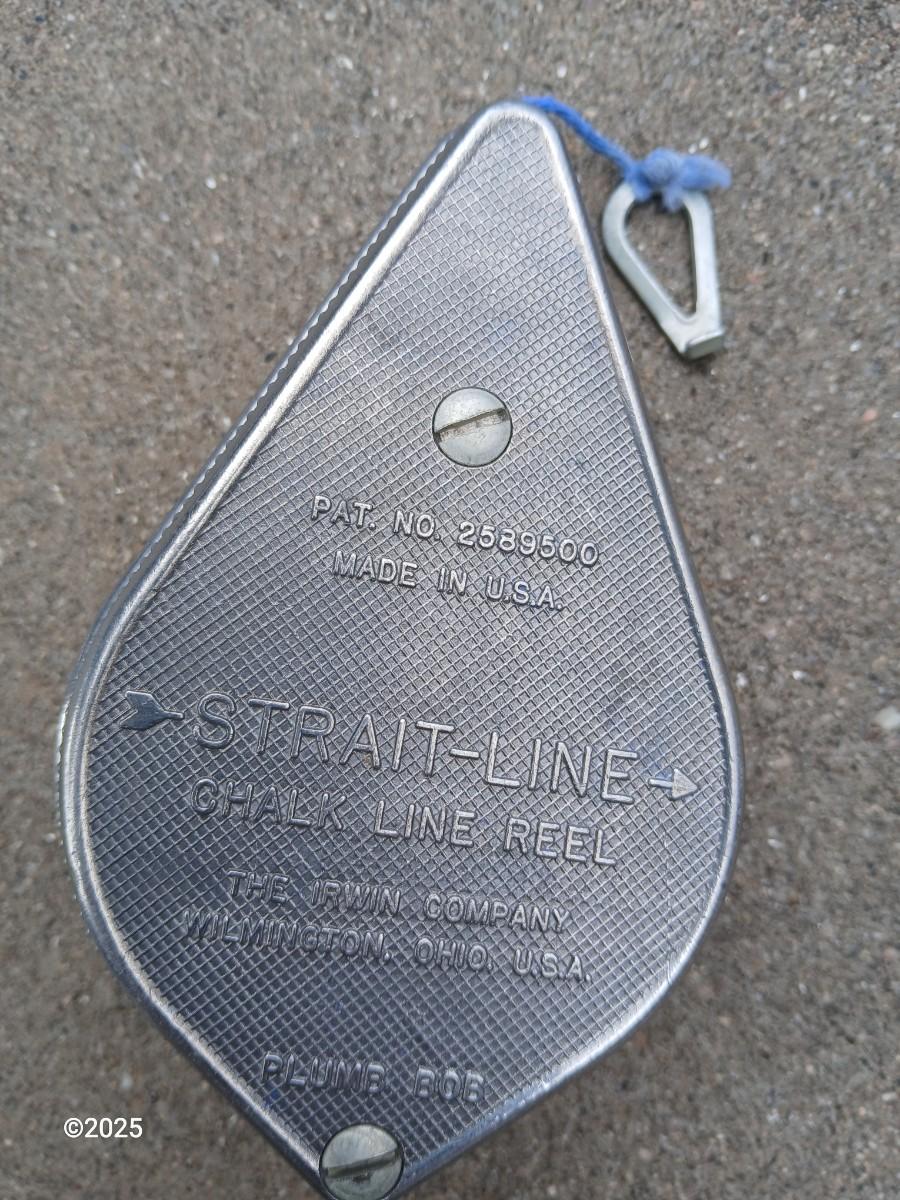 PAT. NO. 2589500
MADE IN U.S.A.
STRAIT-LINE
CHALK LINE REEL
THE IRWIN COMPANY
WILMINGTON, OHIO, U.S.A.
PLUMB BOB
©2025